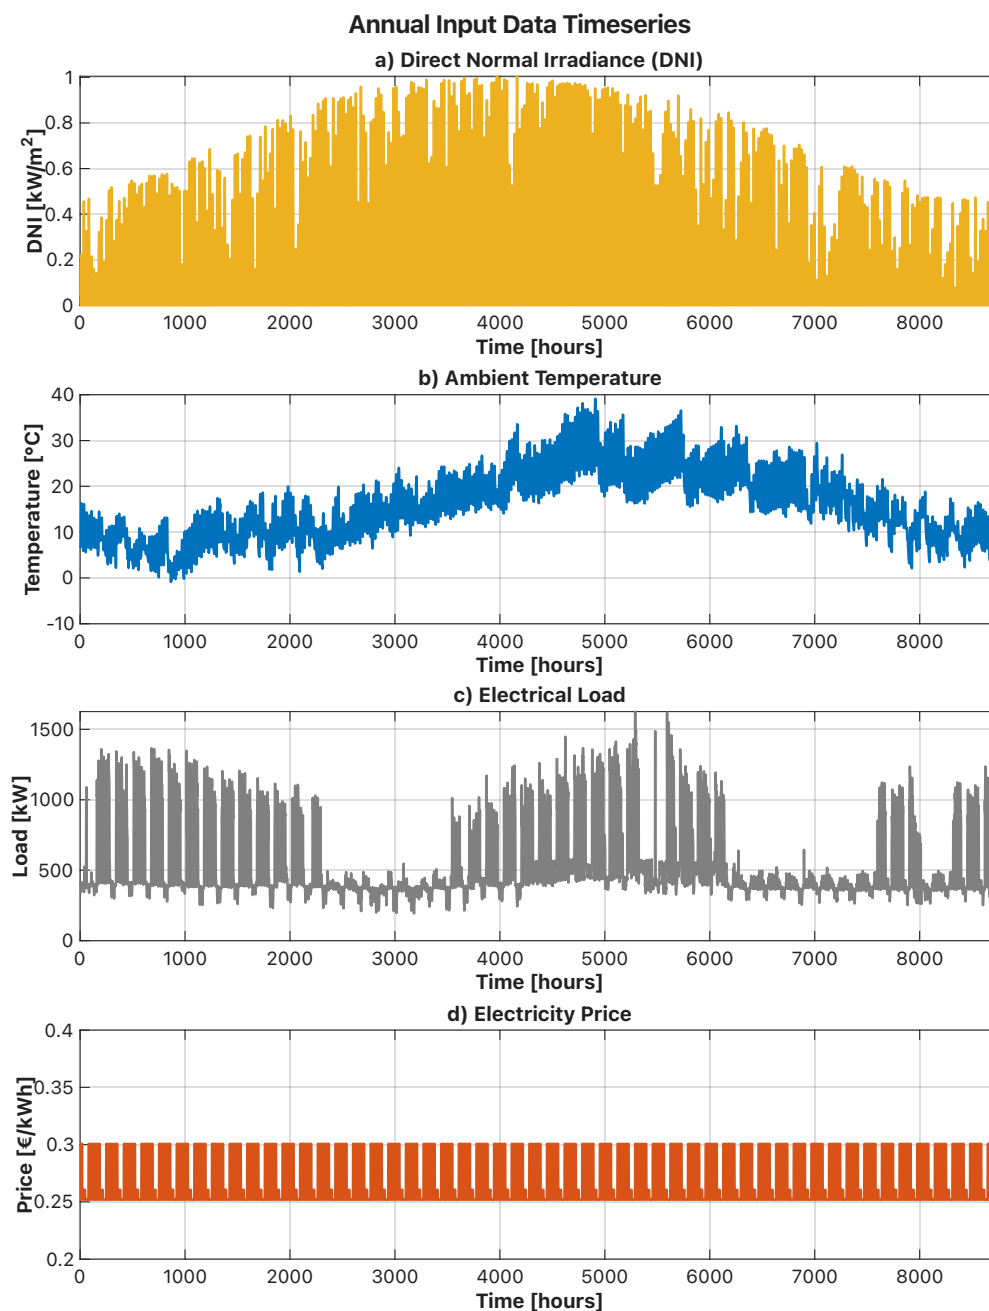 Annual Input Data Timeseries
a) Direct Normal Irradiance (DNI)
DNI [kW/m²]
1
0.8
0.6
0.4
0.2
0
0 1000 2000 3000 4000 5000 6000 7000 8000
Time [hours]
b) Ambient Temperature
Temperature [°C]
40
30
20
10
0
-10
0 1000 2000 3000 4000 5000 6000 7000 8000
Time [hours]
c) Electrical Load
Load [kW]
1500
1000
500
0
0 1000 2000 3000 4000 5000 6000 7000 8000
Time [hours]
d) Electricity Price
Price [€/kWh]
0.4
0.35
0.3
0.25
0.2
0 1000 2000 3000 4000 5000 6000 7000 8000
Time [hours]